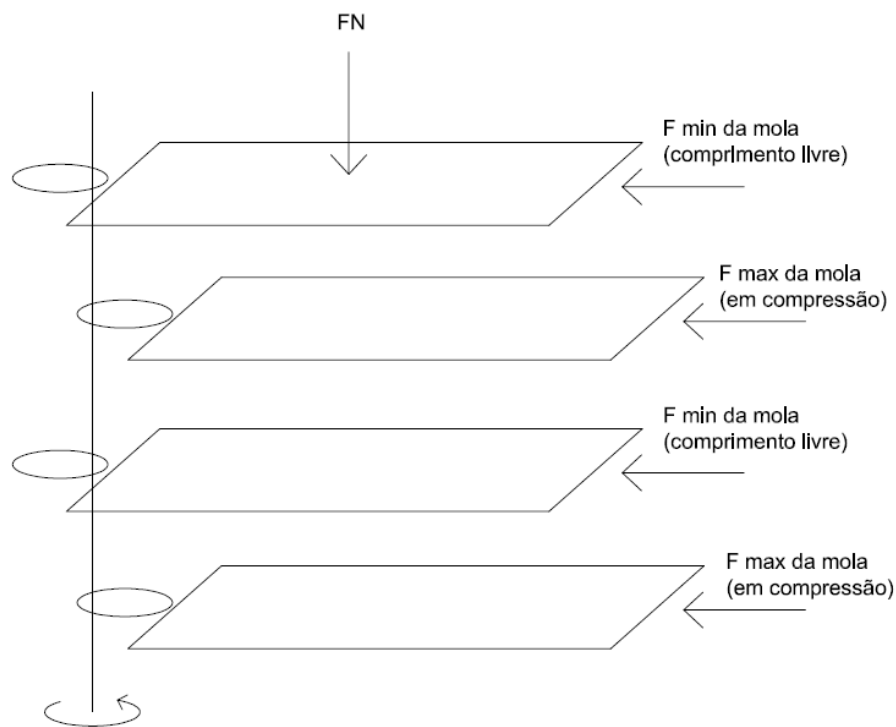 FN
F min da mola
(comprimento livre)
F max da mola
(em compressão)
F min da mola
(comprimento livre)
F max da mola
(em compressão)